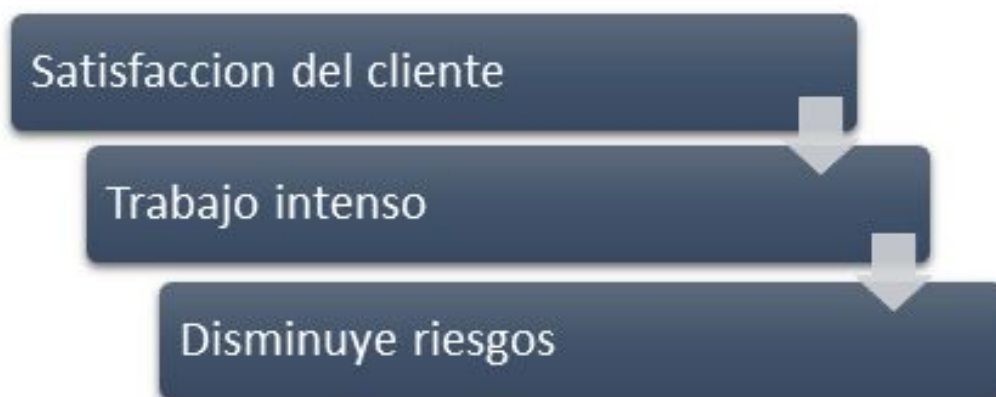 Satisfaccion del cliente
Trabajo intenso
Disminuye riesgos